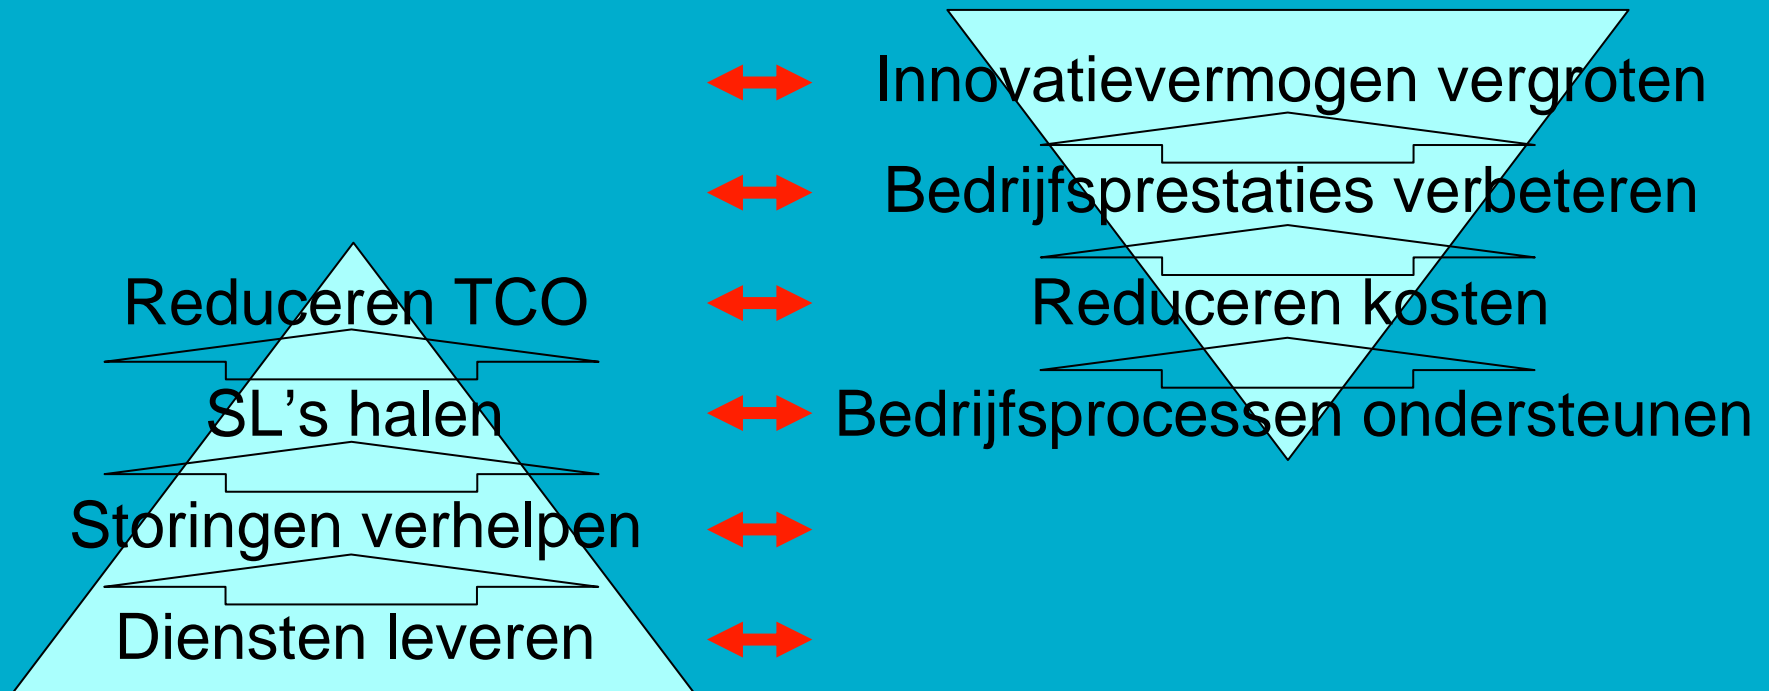 Innovatievermogen vergroten
Bedrijfsprestaties verbeteren
Reduceren TCO
Reduceren kosten
SL's halen
Bedrijfsprocessen ondersteunen
Storingen verhelpen
Diensten leveren